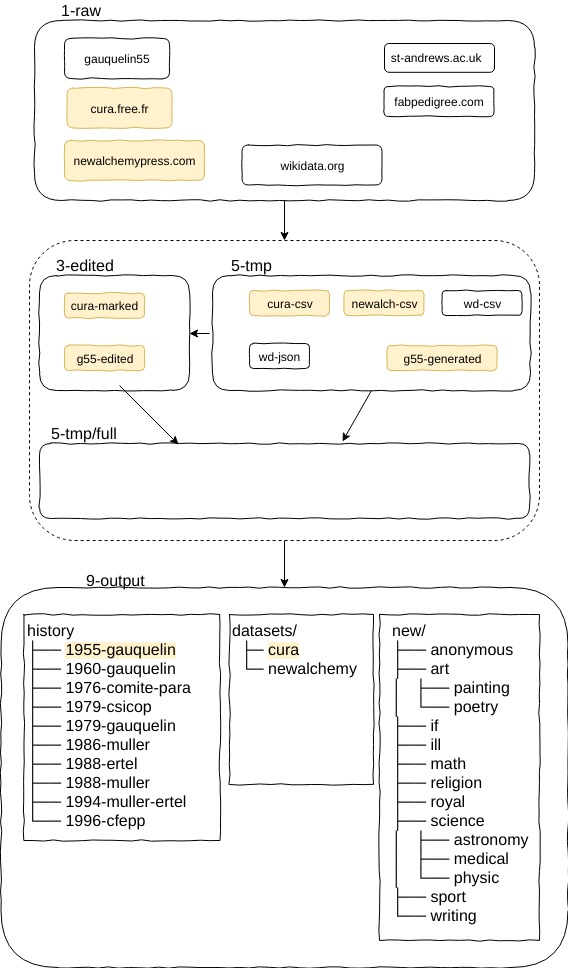 1-raw
gauquelin55
st-andrews.ac.uk
cura.free.fr
fabpedigree.com
newalchemypress.com
wikidata.org
3-edited
5-tmp
cura-marked
cura-csv
newalch-csv
wd-csv
g55-edited
wd-json
g55-generated
5-tmp/full
9-output
history
1955-gauquelin
1960-gauquelin
1976-comite-para
1979-csicop
1979-gauquelin
1986-muller
1988-ertel
1988-muller
1994-muller-ertel
1996-cfepp
datasets/
cura
newalchemy
new/
anonymous
art
painting
poetry
if
ill
math
religion
royal
science
astronomy
medical
physic
sport
writing